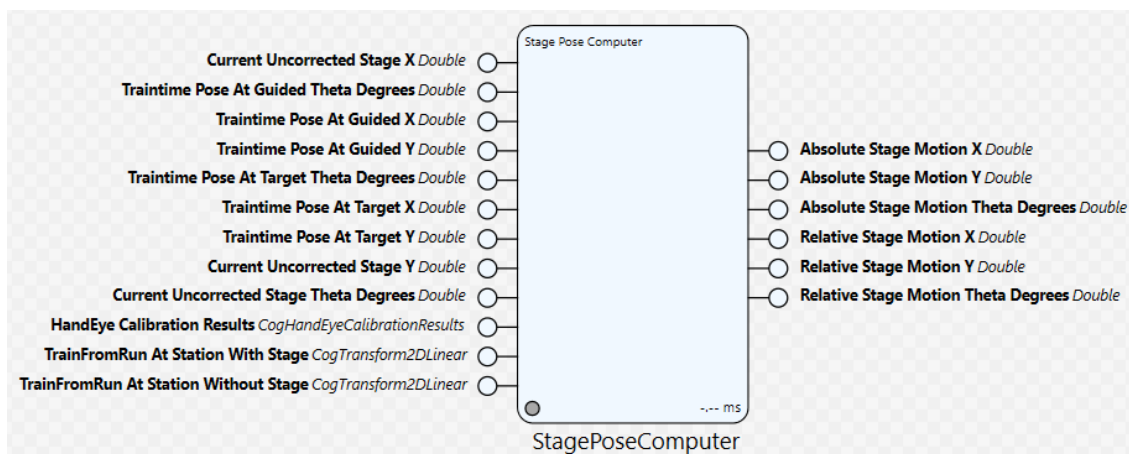 Stage Pose Computer
Current Uncorrected Stage X Double
Traintime Pose At Guided Theta Degrees Double
Traintime Pose At Guided X Double
Traintime Pose At Guided Y Double
Traintime Pose At Target Theta Degrees Double
Traintime Pose At Target X Double
Traintime Pose At Target Y Double
Current Uncorrected Stage Y Double
Current Uncorrected Stage Theta Degrees Double
HandEye Calibration Results CogHandEyeCalibrationResults
TrainFromRun At Station With Stage CogTransform2DLinear
TrainFromRun At Station Without Stage CogTransform2DLinear
Absolute Stage Motion X Double
Absolute Stage Motion Y Double
Absolute Stage Motion Theta Degrees Double
Relative Stage Motion X Double
Relative Stage Motion Y Double
Relative Stage Motion Theta Degrees Double
-.-- ms
StagePoseComputer